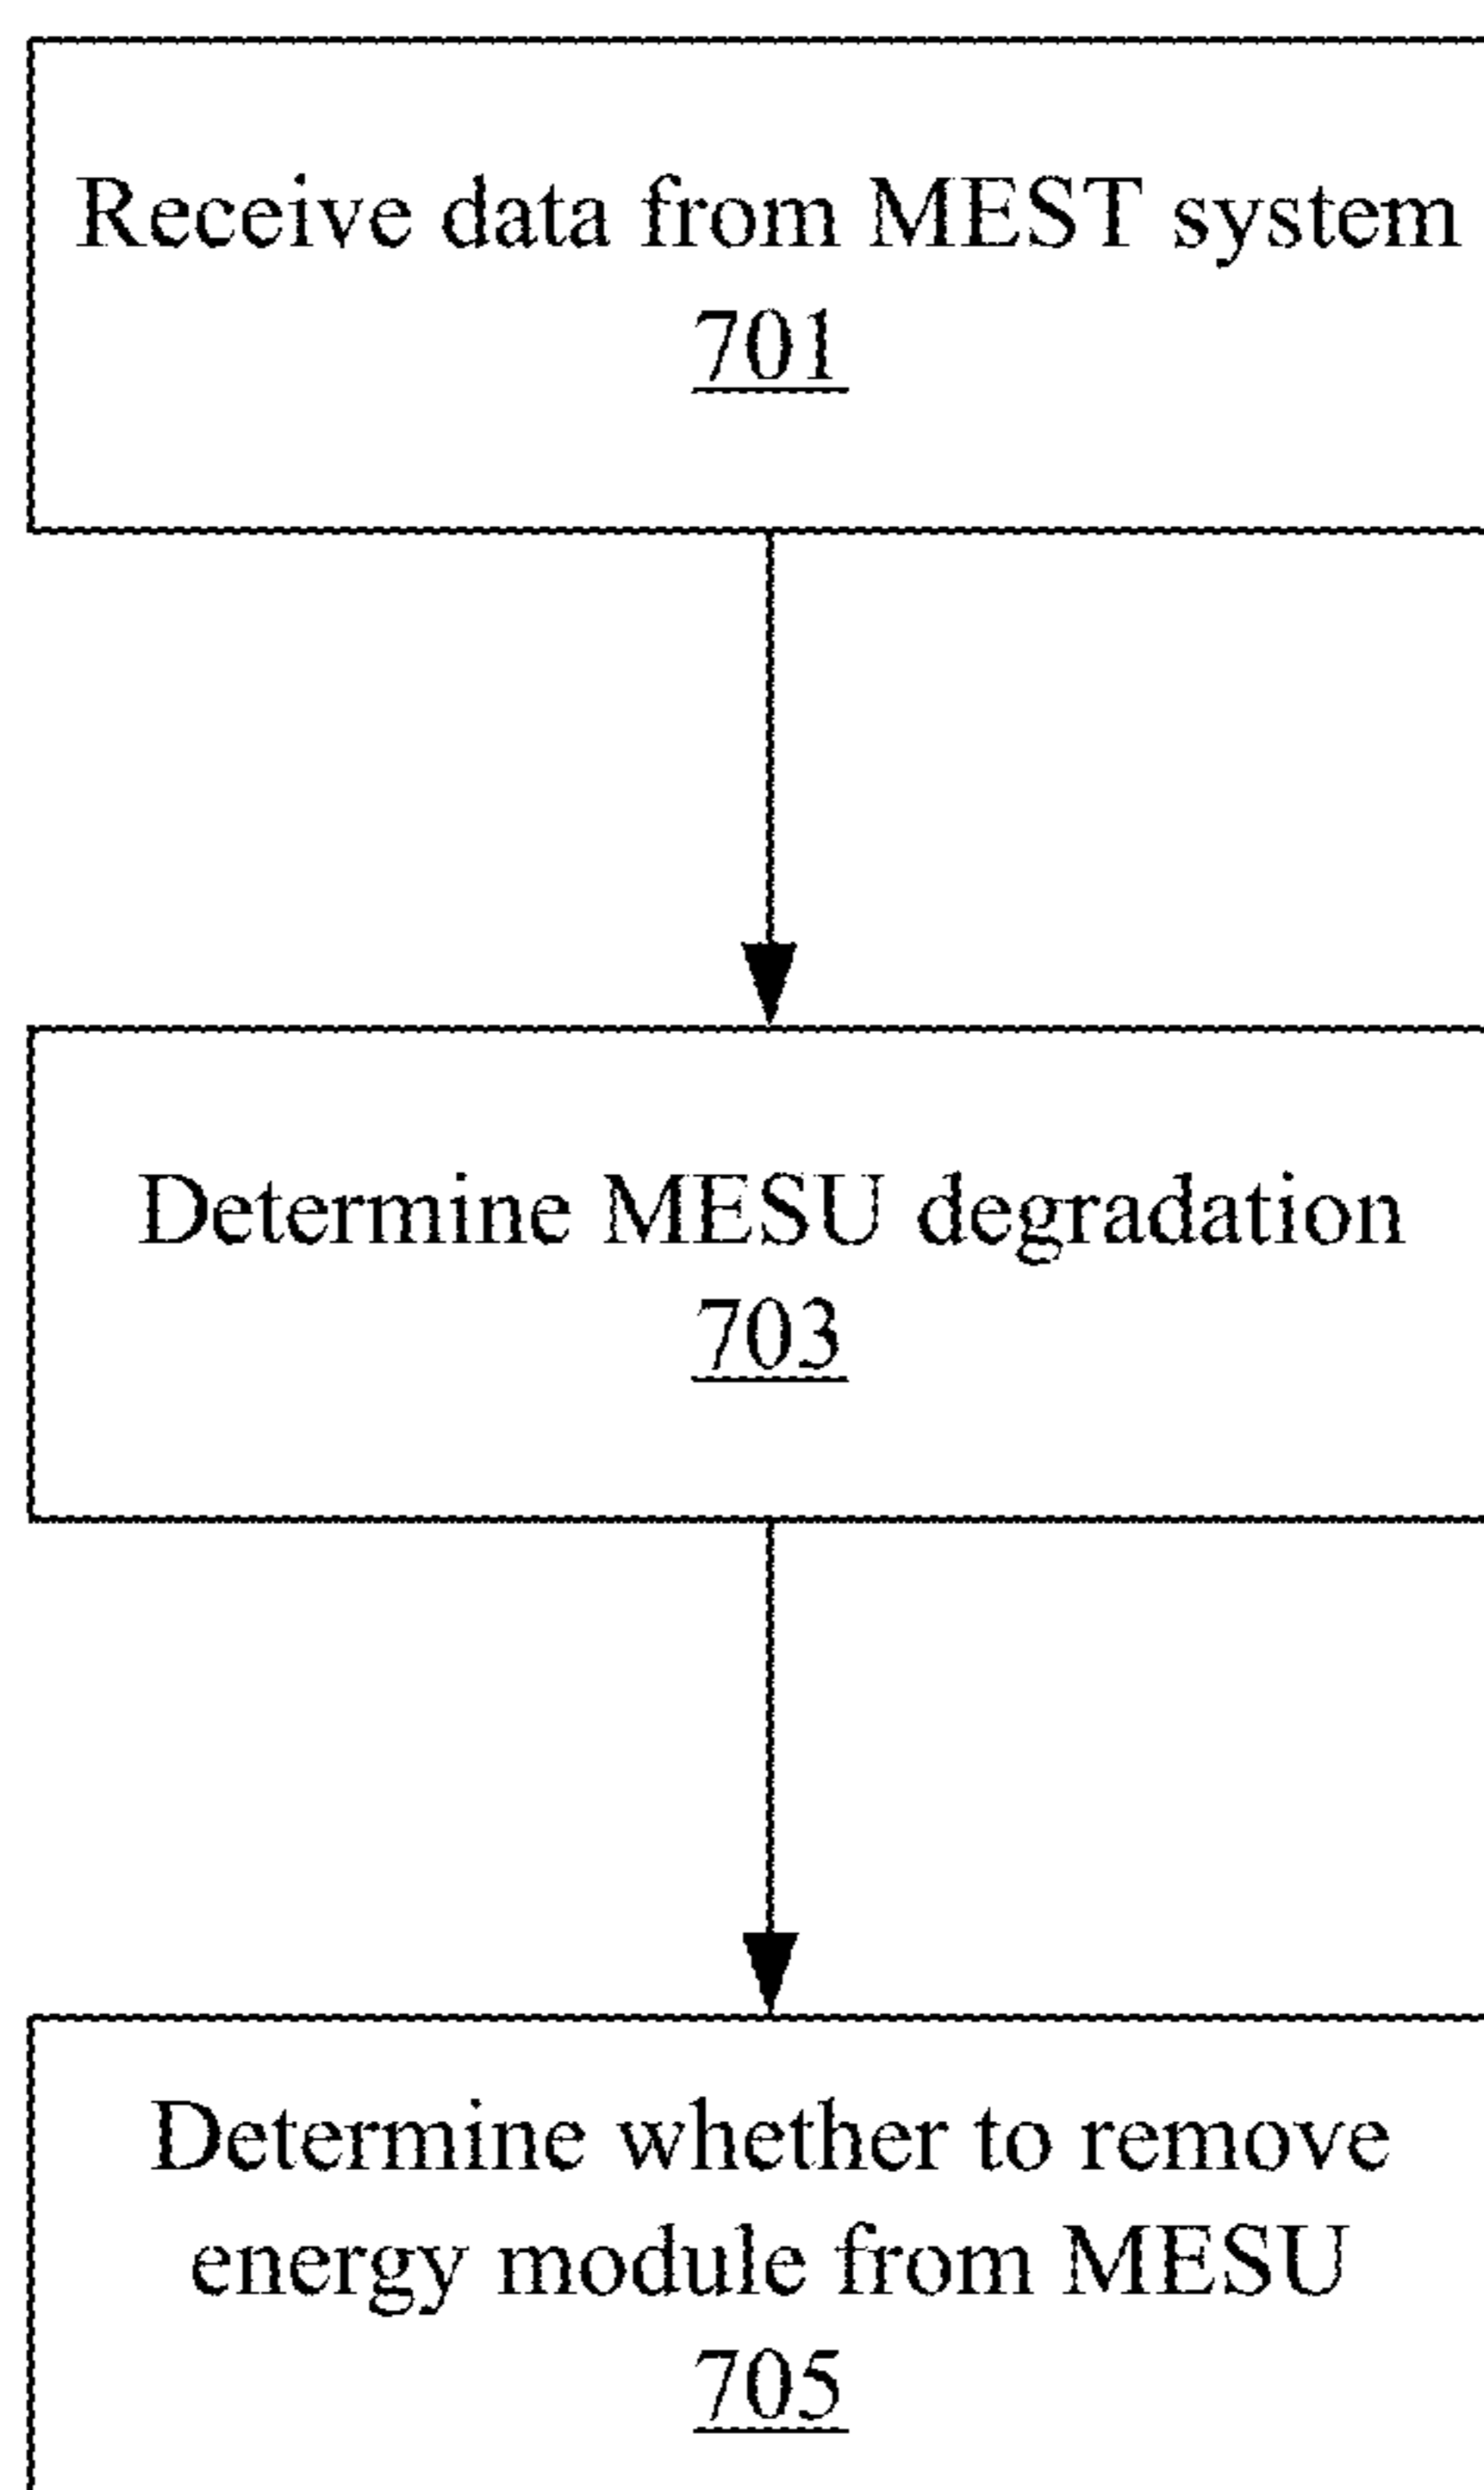 Receive data from MEST system
701
Determine MESU degradation
703
Determine whether to remove
energy module from MESU
705